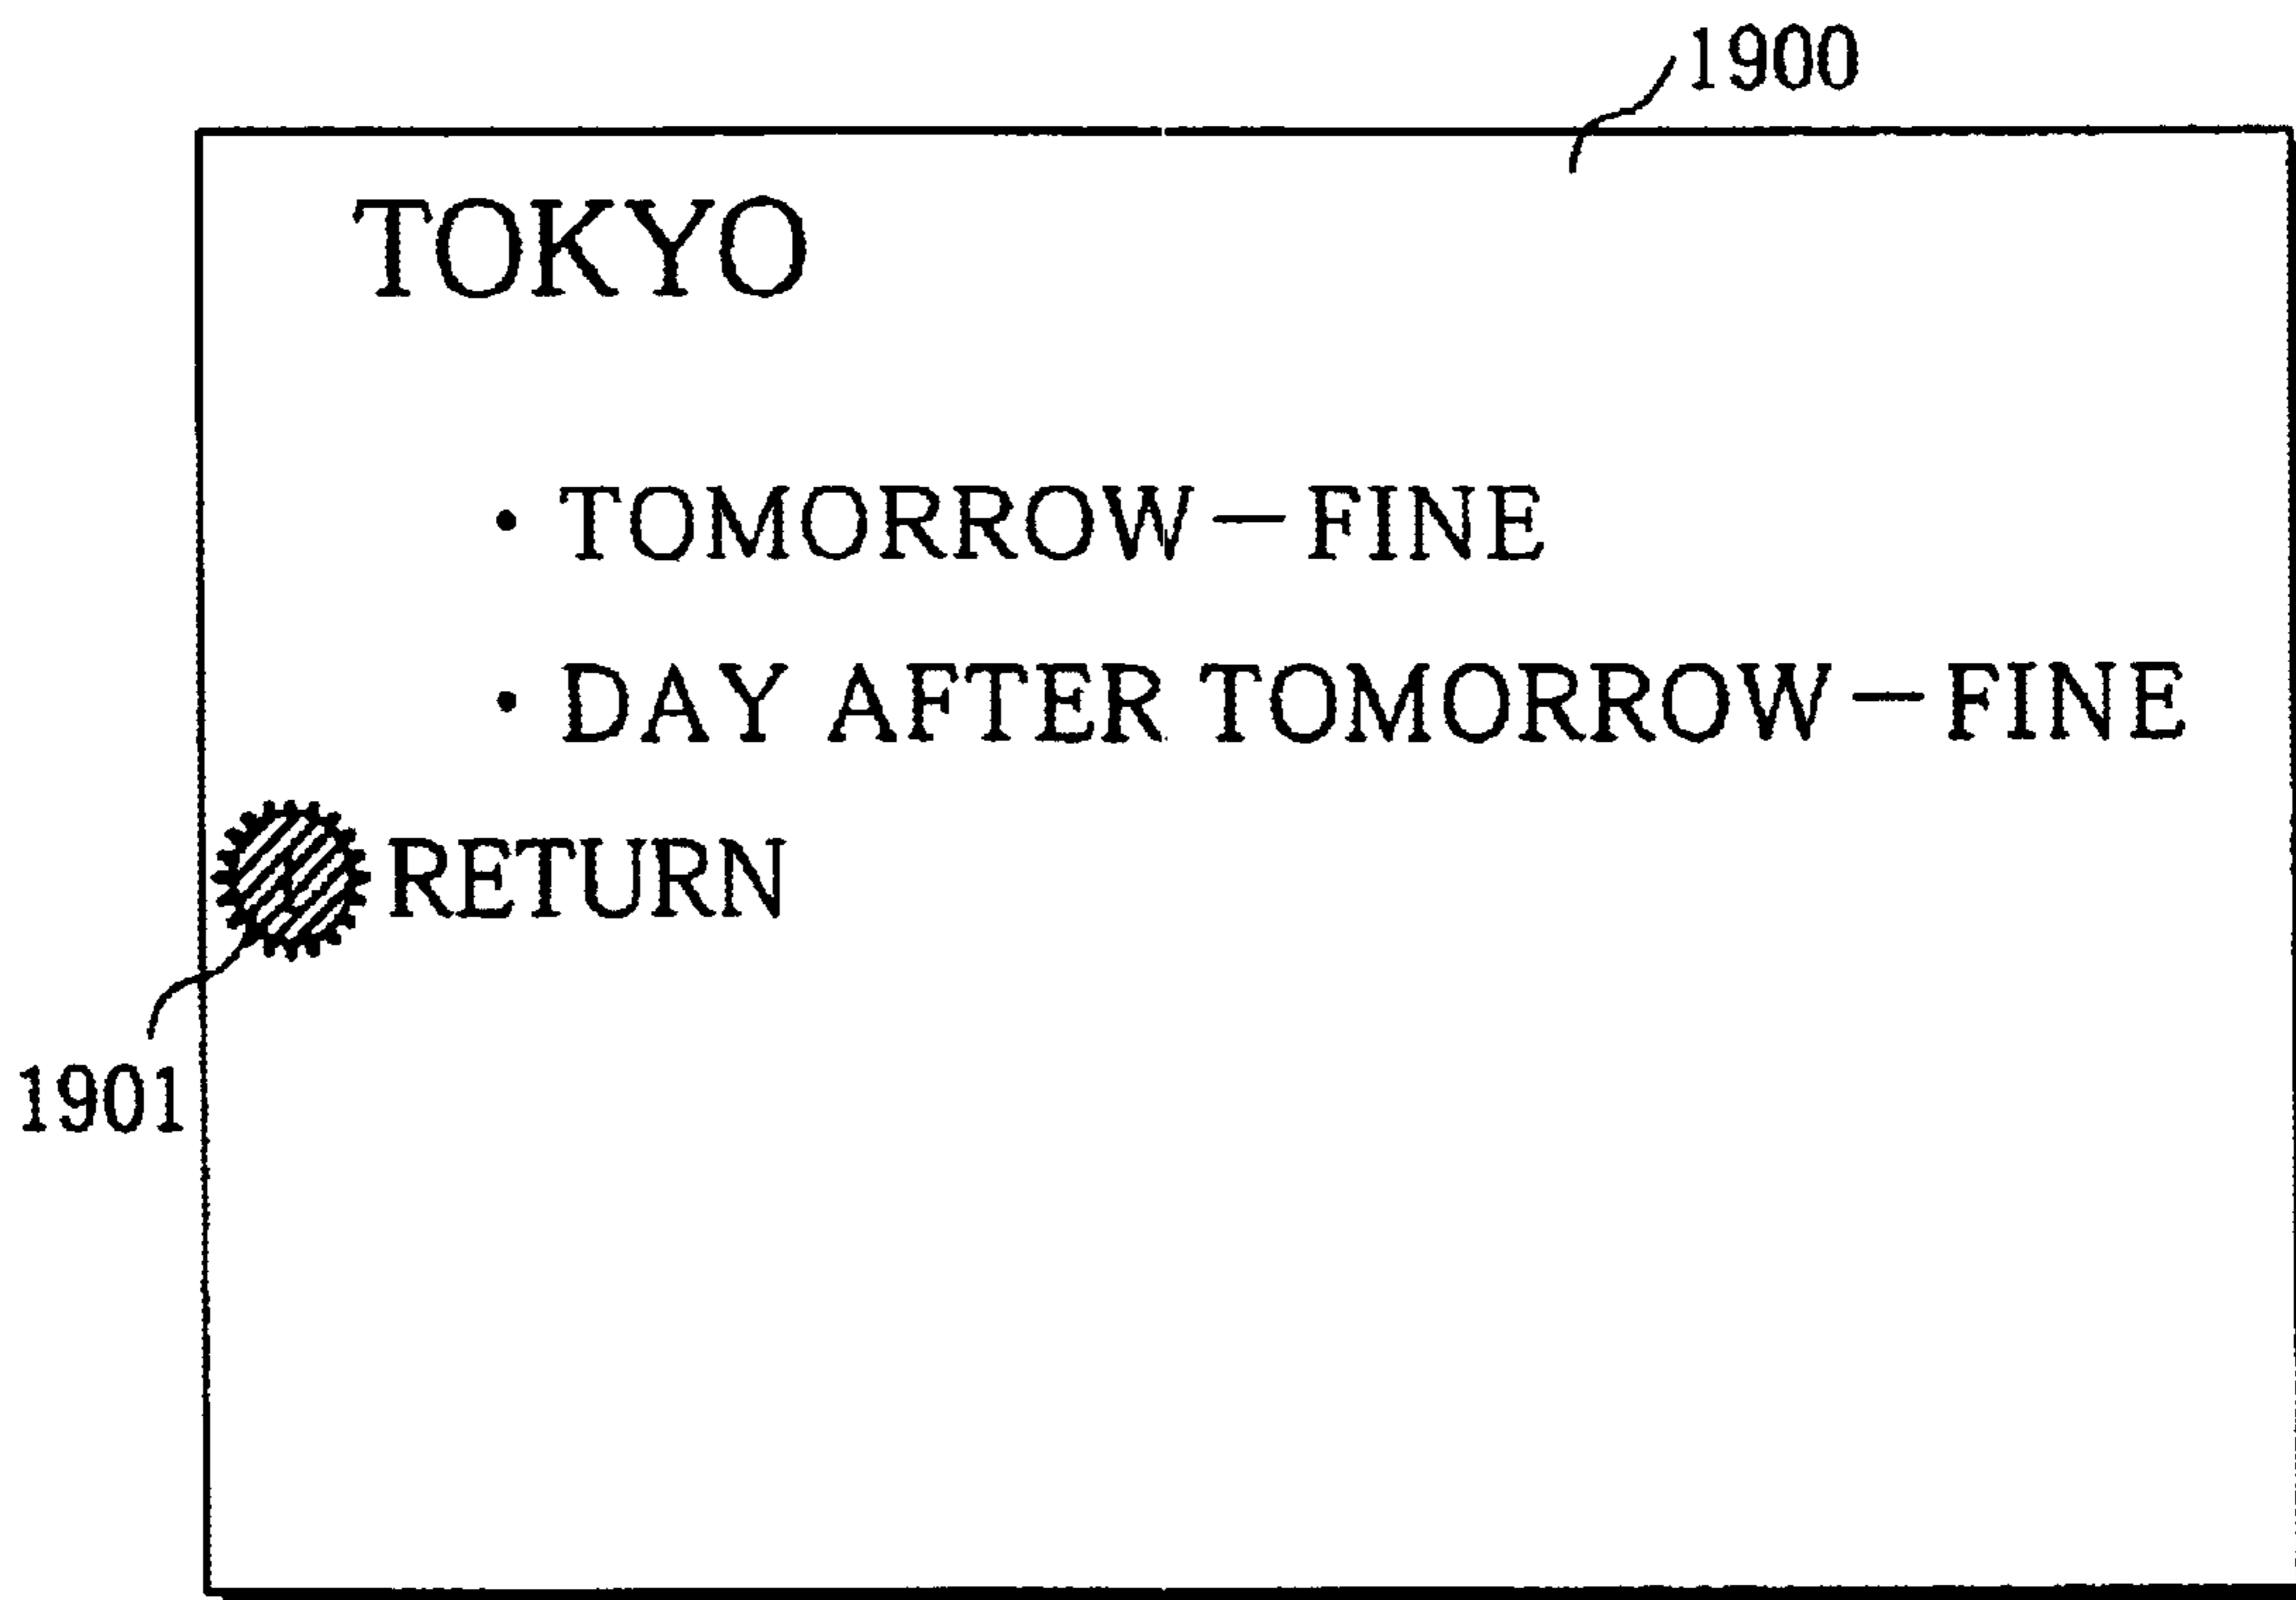 1900
TOKYO
・TOMORROW—FINE
・DAY AFTER TOMORROW—FINE
RETURN
1901